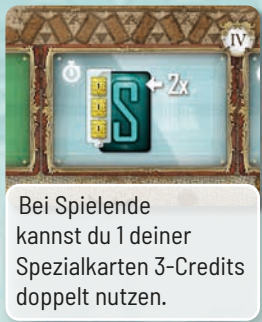 IV
S
2x
Bei Spielende
kannst du 1 deiner
Spezialkarten 3-Credits
doppelt nutzen.